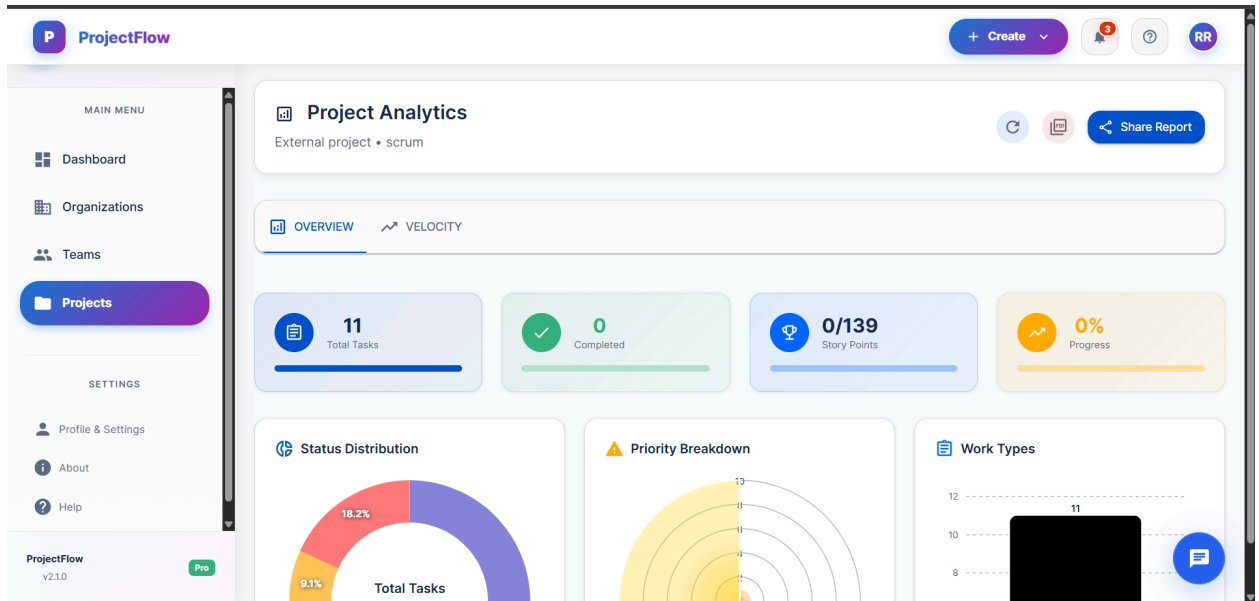 P ProjectFlow
+ Create
3
RR
MAIN MENU
Dashboard
Organizations
Teams
Projects
SETTINGS
Profile & Settings
About
Help
ProjectFlow
v2.1.0
Pro
Project Analytics
External project • scrum
PDF
Share Report
OVERVIEW
VELOCITY
11
Total Tasks
0
Completed
0/139
Story Points
0%
Progress
Status Distribution
18.2%
9.1%
Total Tasks
Priority Breakdown
10
Work Types
12
11
10
8